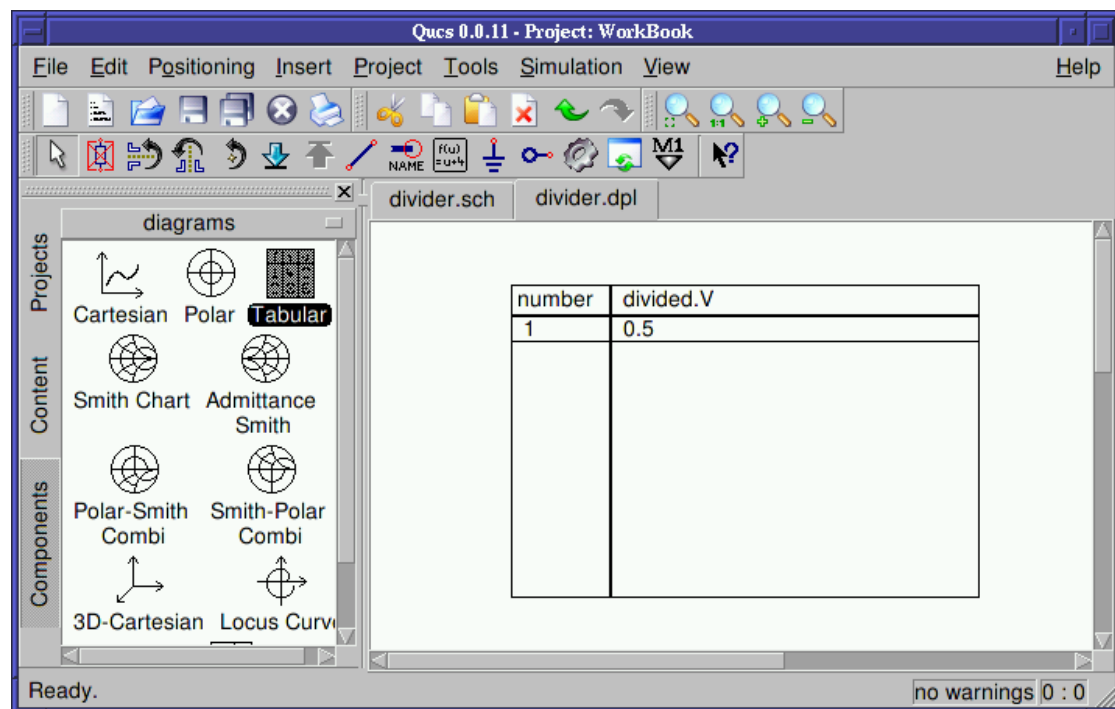 Qucs 0.0.11 - Project: WorkBook
File Edit Positioning Insert Project Tools Simulation View Help
1:1
NAME
f(u)
=u+4
M1
divider.sch divider.dpl
diagrams
Projects
Content
Components
Cartesian Polar Tabular
Smith Chart Admittance
Smith
Polar-Smith Smith-Polar
Combi Combi
3D-Cartesian Locus Curv
number divided.V
1 0.5
Ready.
no warnings 0 : 0